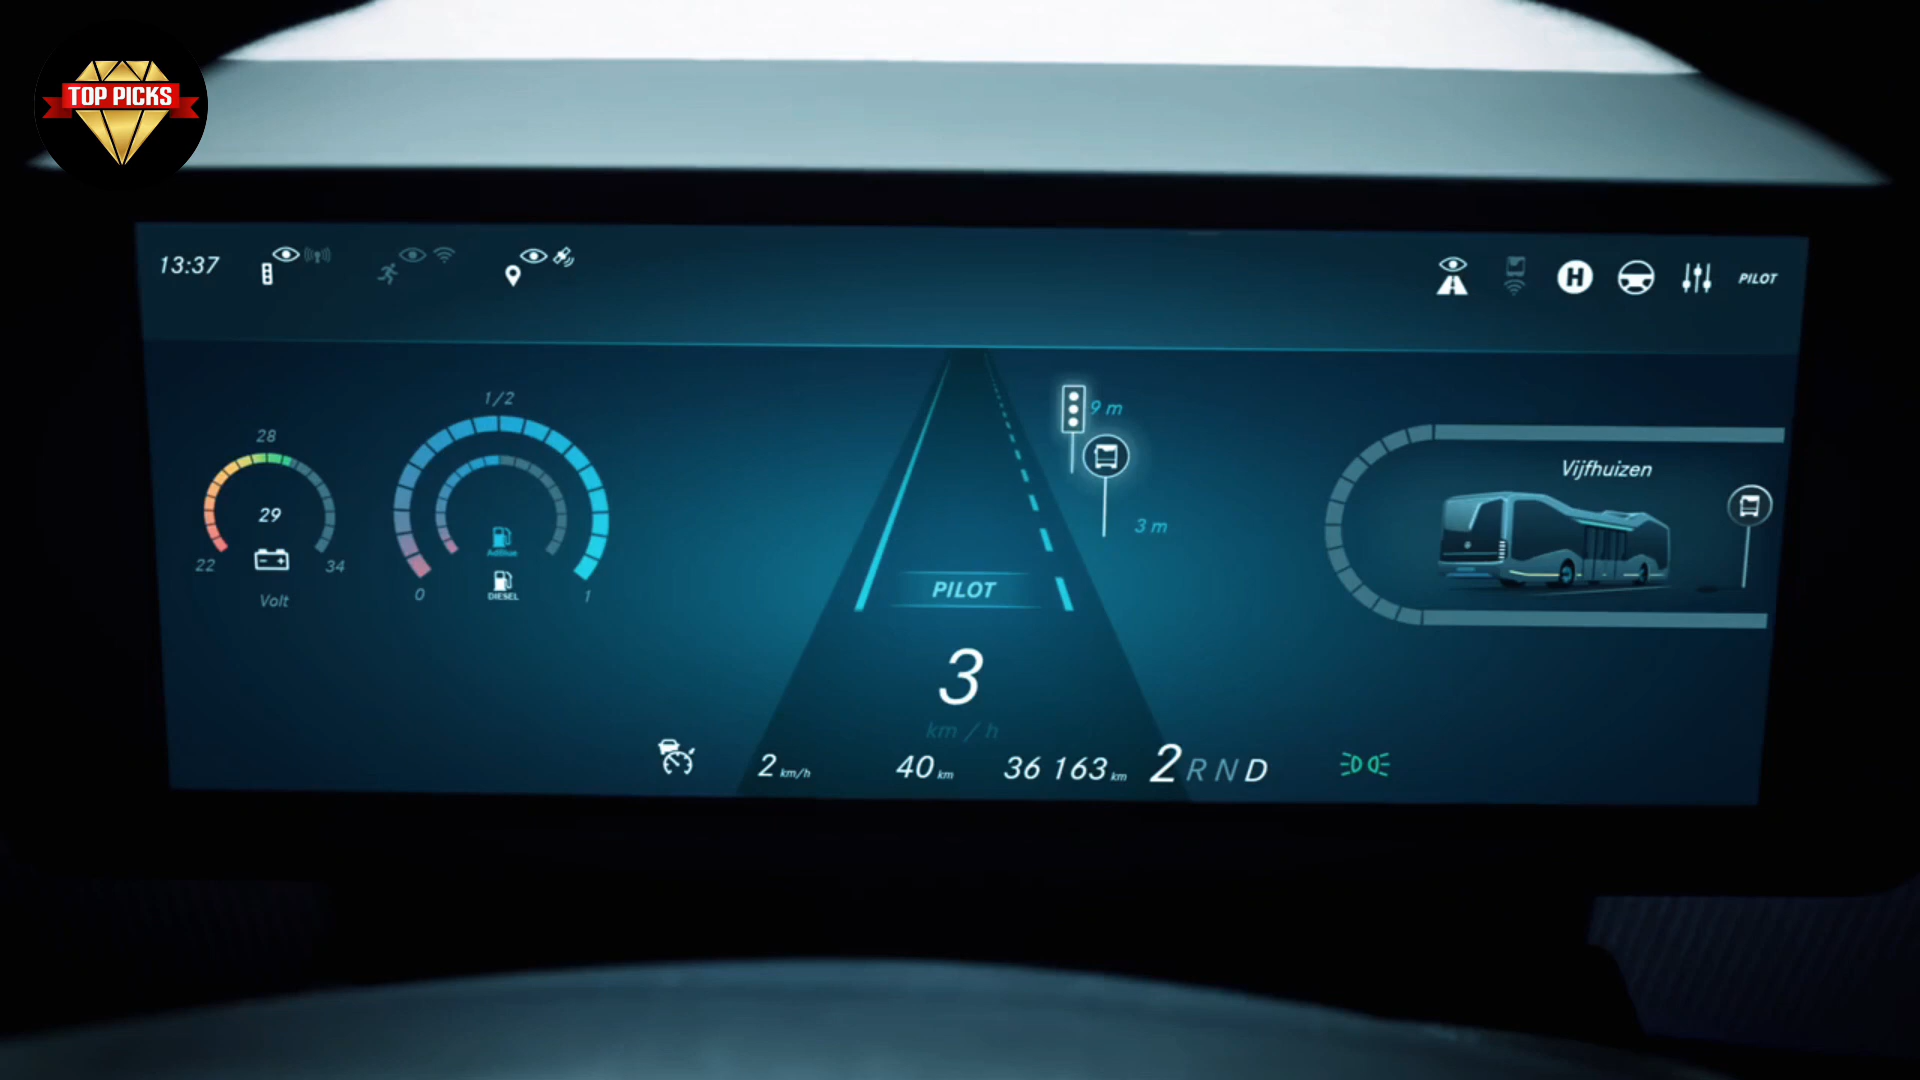 TOP PICKS
13:37
H
PILOT
28
29
22
34
Volt
1/2
AdBlue
DIESEL
0
1
9 m
3 m
PILOT
3
km / h
Vijfhuizen
2 km/h
40 km
36 163 km
2 R N D